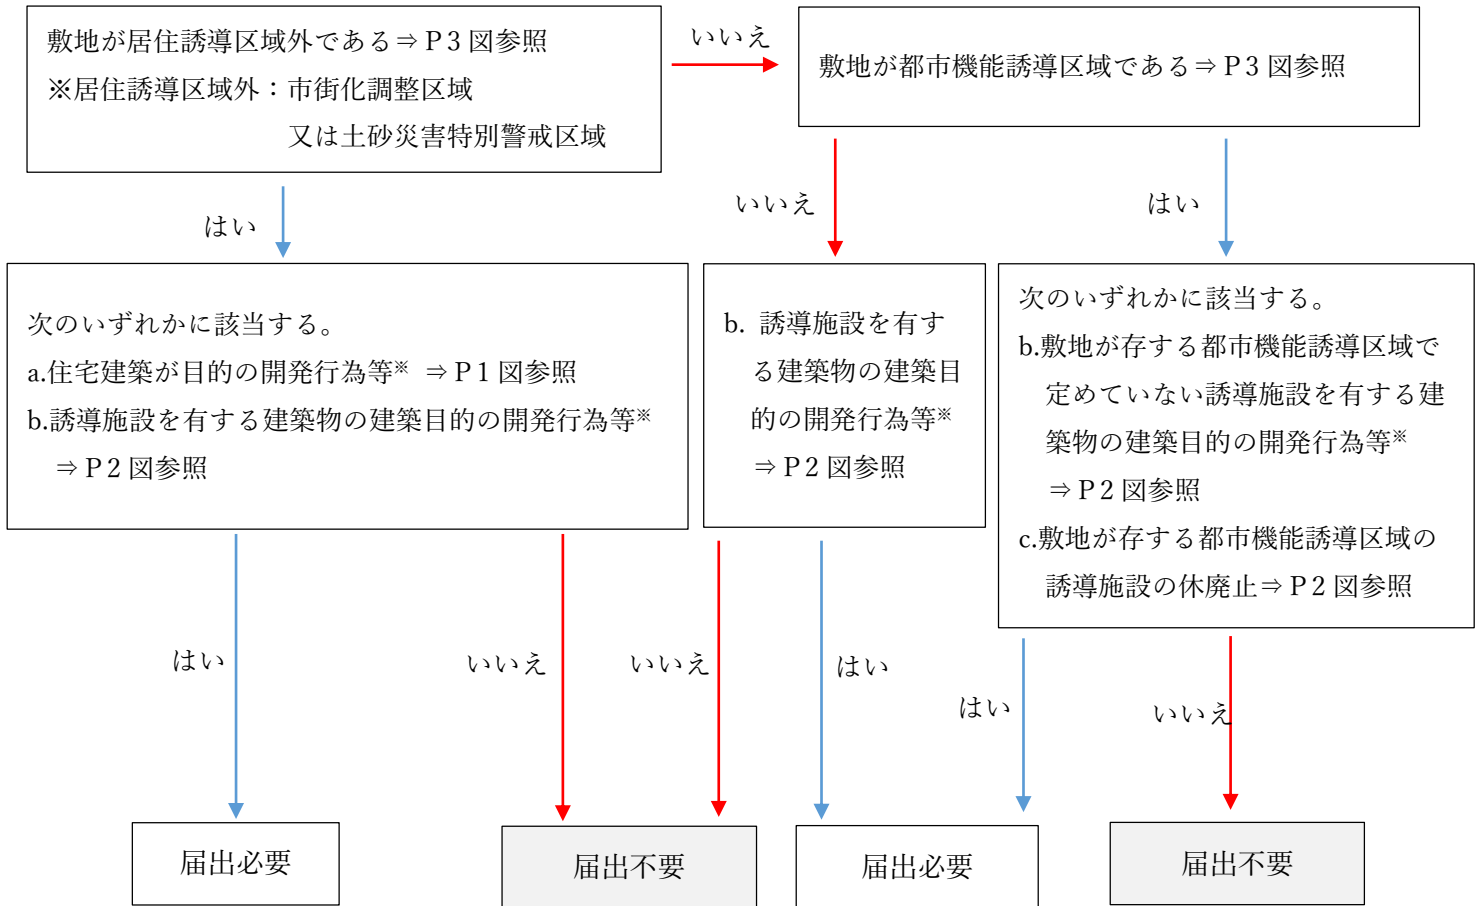 敷地が居住誘導区域外である⇒P3図参照
※居住誘導区域外：市街化調整区域
又は土砂災害特別警戒区域
いいえ
敷地が都市機能誘導区域である⇒P3図参照
はい
いいえ
はい
次のいずれかに該当する。
a.住宅建築が目的の開発行為等※ ⇒P1図参照
b.誘導施設を有する建築物の建築目的の開発行為等※
⇒P2図参照
b. 誘導施設を有す
る建築物の建築目
的の開発行為等※
⇒P2図参照
次のいずれかに該当する。
b.敷地が存する都市機能誘導区域で
定めていない誘導施設を有する建
築物の建築目的の開発行為等※
⇒P2図参照
c.敷地が存する都市機能誘導区域の
誘導施設の休廃止⇒P2図参照
はい
いいえ
いいえ
はい
はい
いいえ
届出必要
届出不要
届出必要
届出不要